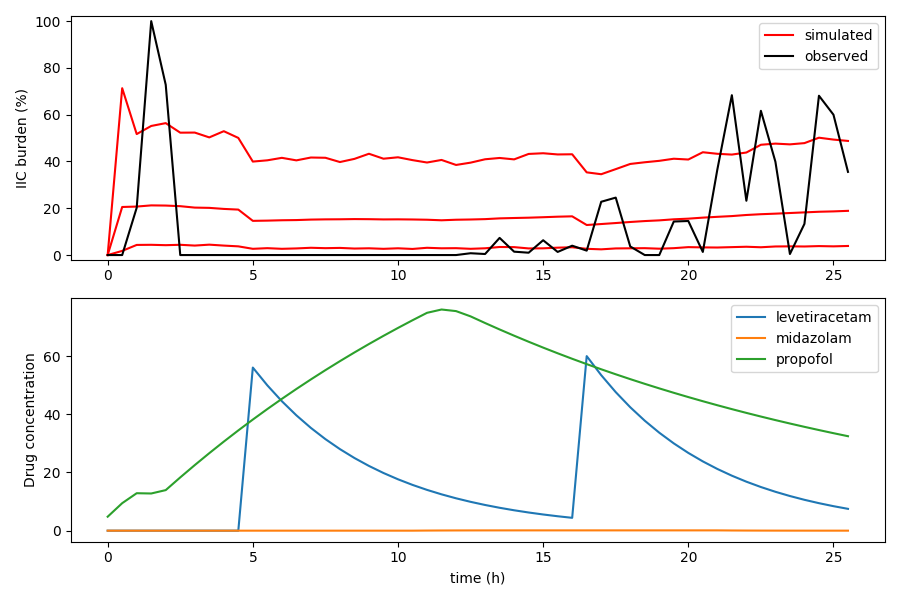 IIC burden (%)
100
80
60
40
20
0
simulated
observed
0 5 10 15 20 25
Drug concentration
60
40
20
0
levetiracetam
midazolam
propofol
0 5 10 15 20 25
time (h)